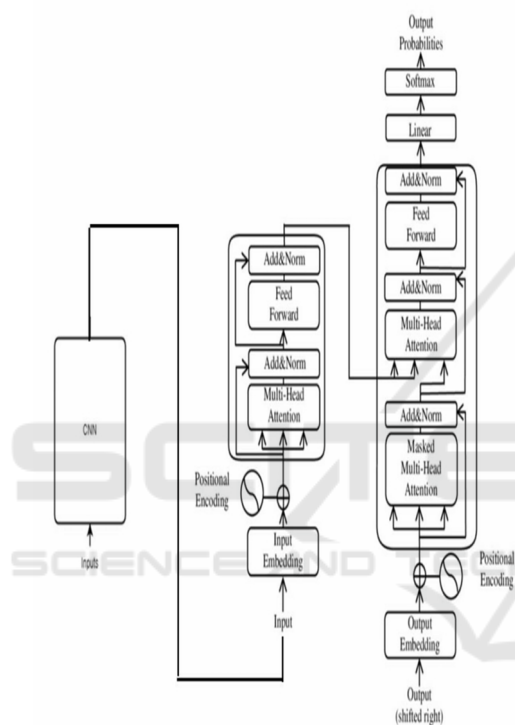 Output
Probabilities
Softmax
Linear
Add&Norm
Feed
Forward
Add&Norm
Multi-Head
Attention
Add&Norm
Masked
Multi-Head
Attention
Positional
Encoding
Output
Embedding
Output
(shifted right)
Add&Norm
Feed
Forward
Add&Norm
Multi-Head
Attention
Positional
Encoding
Input
Embedding
Input
CNN
Inputs
SCIENCE AND